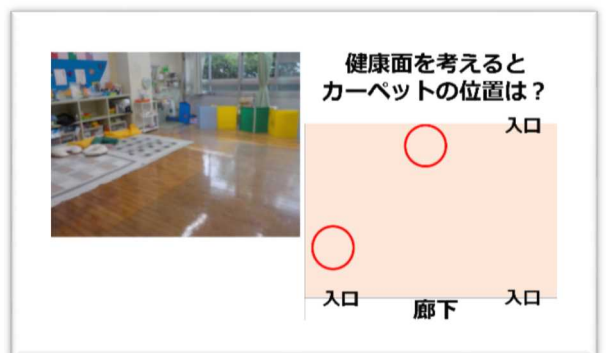 健康面を考えると
カーペットの位置は？
入口
入口
廊下
入口